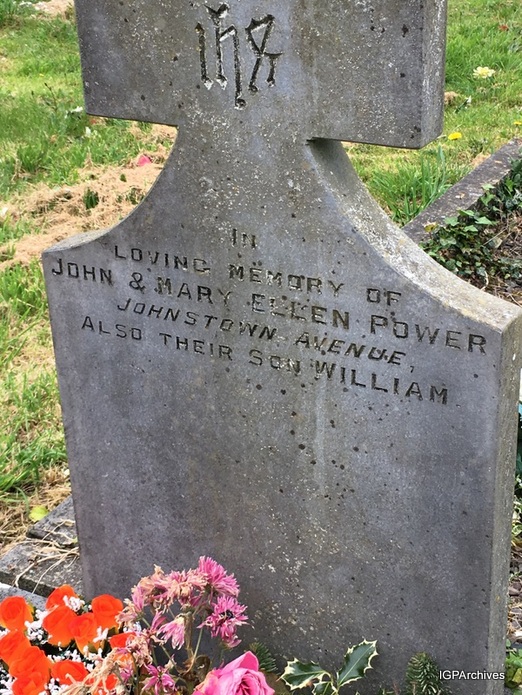 IHS
IN
LOVING MEMORY OF
JOHN & MARY ELLEN POWER
JOHNSTOWN AVENUE,
ALSO THEIR SON WILLIAM
IGPArchives